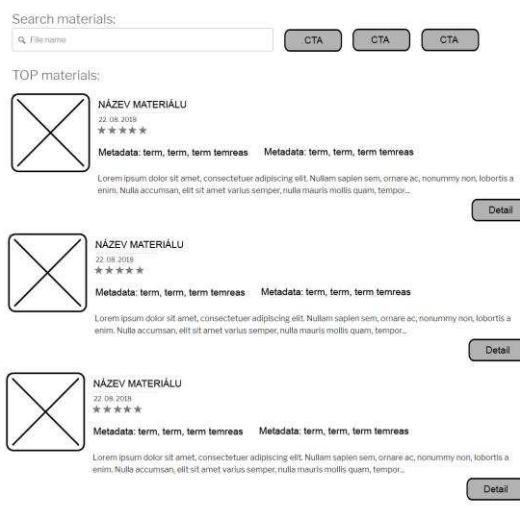 Search materials:
File name
CTA CTA CTA
TOP materials:
NÁZEV MATERIÁLU
22. 08. 2018
Metadata: term, term, term temreas Metadata: term, term, term temreas
Lorem ipsum dolor sit amet, consectetuer adipiscing elit. Nullam sapien sem, ornare ac, nonummy non, lobortis a
enim. Nulla accumsan, elit sit amet varius semper, nulla mauris mollis quam, tempor...
Detail
NÁZEV MATERIÁLU
22. 08. 2018
Metadata: term, term, term temreas Metadata: term, term, term temreas
Lorem ipsum dolor sit amet, consectetuer adipiscing elit. Nullam sapien sem, ornare ac, nonummy non, lobortis a
enim. Nulla accumsan, elit sit amet varius semper, nulla mauris mollis quam, tempor...
Detail
NÁZEV MATERIÁLU
22. 08. 2018
Metadata: term, term, term temreas Metadata: term, term, term temreas
Lorem ipsum dolor sit amet, consectetuer adipiscing elit. Nullam sapien sem, ornare ac, nonummy non, lobortis a
enim. Nulla accumsan, elit sit amet varius semper, nulla mauris mollis quam, tempor...
Detail